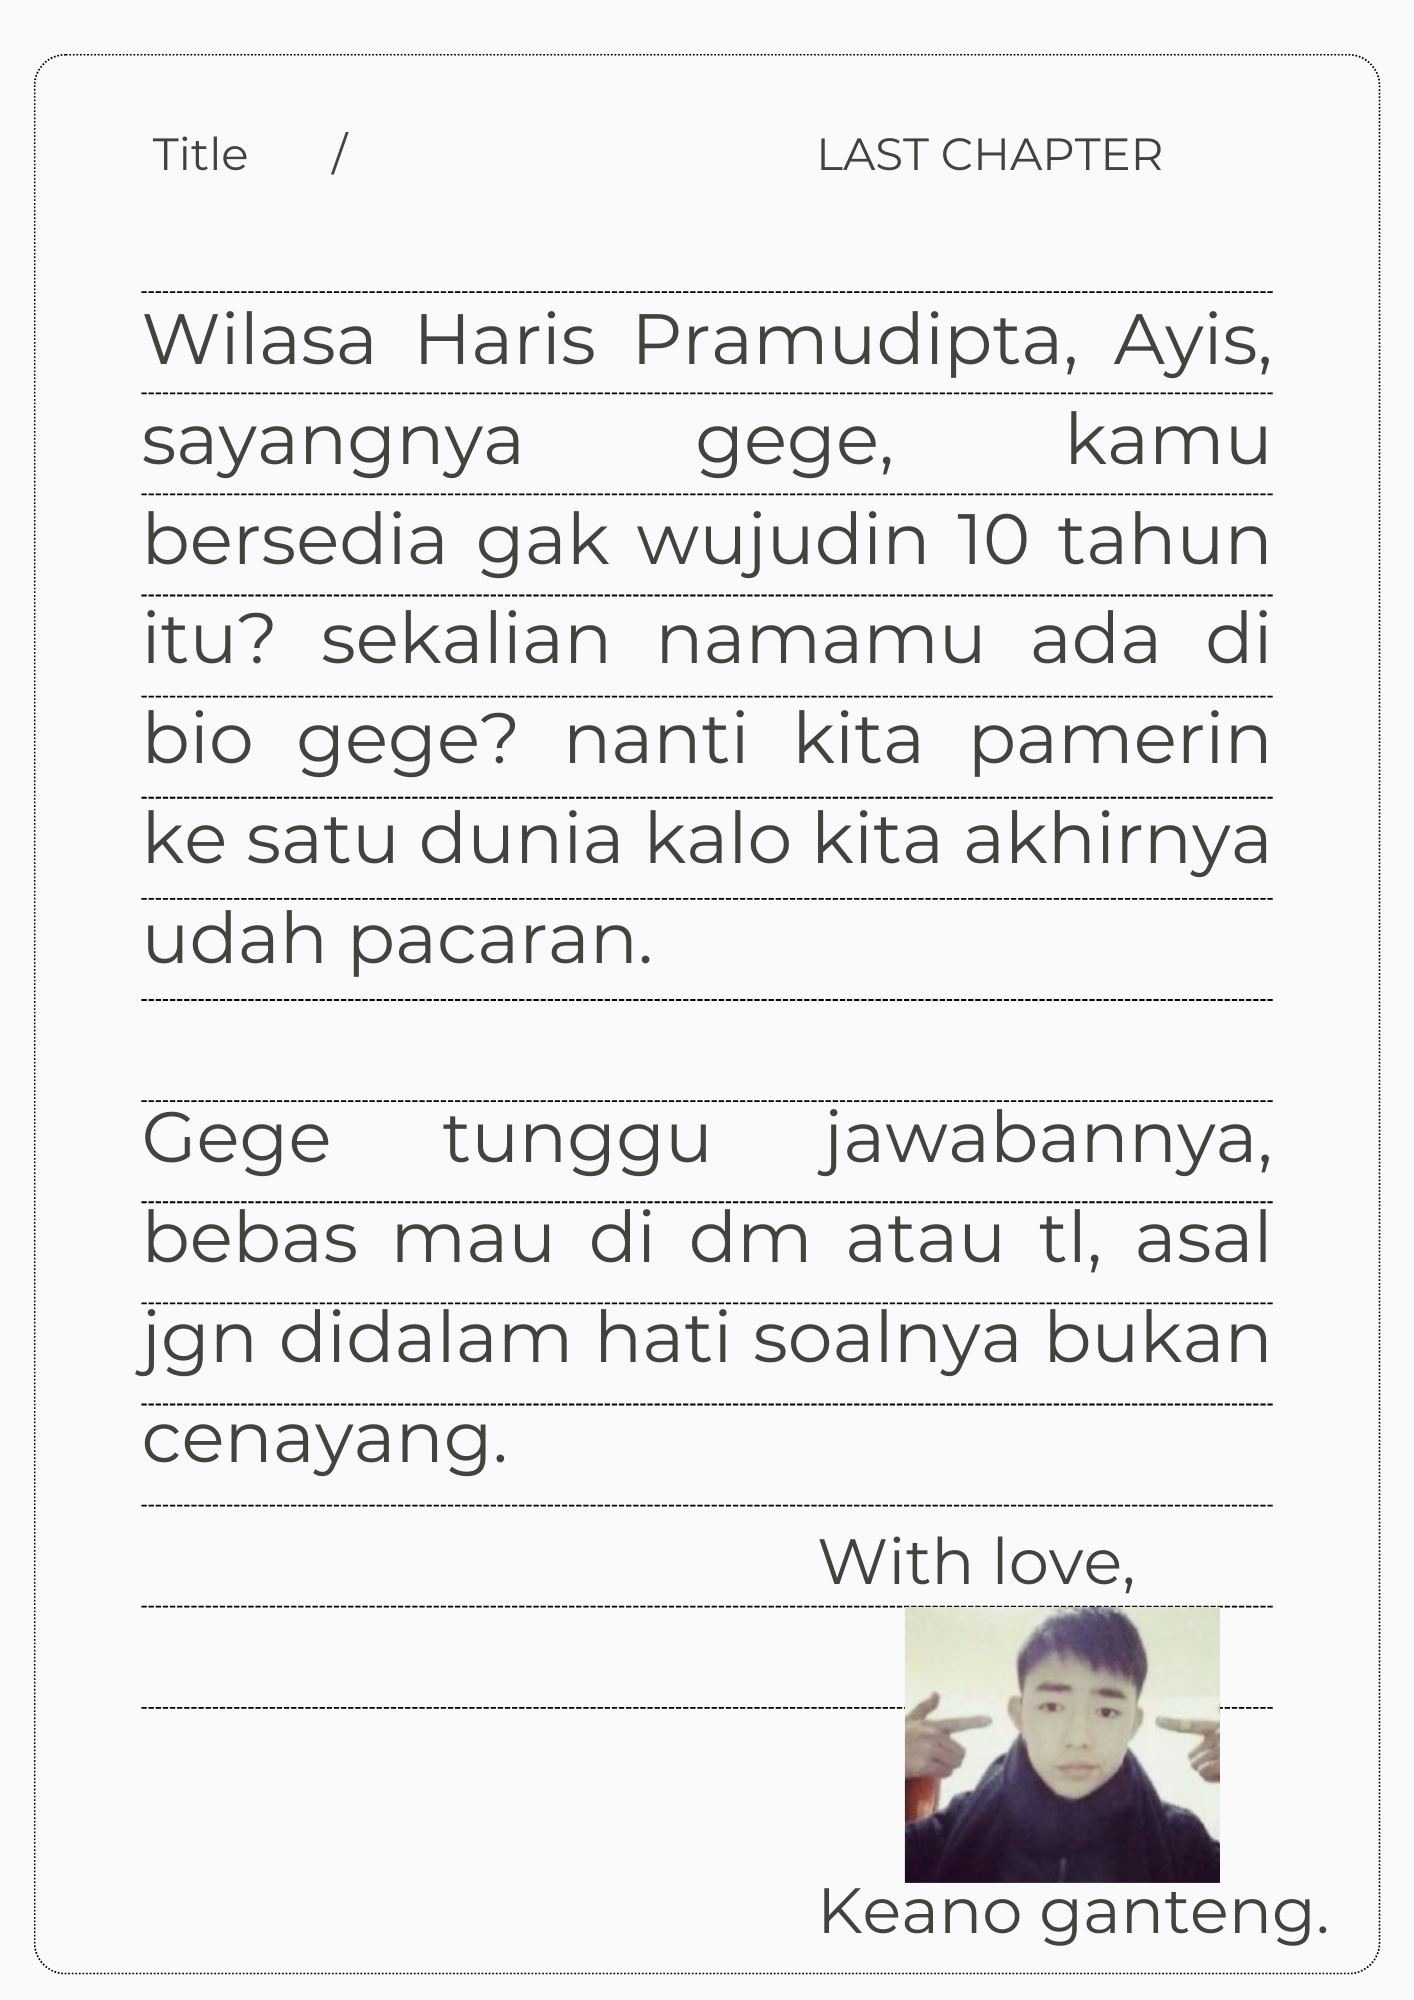 Title / LAST CHAPTER
Wilasa Haris Pramudipta, Ayis,
sayangnya gege, kamu
bersedia gak wujudin 10 tahun
itu? sekalian namamu ada di
bio gege? nanti kita pamerin
ke satu dunia kalo kita akhirnya
udah pacaran.
Gege tunggu jawabannya,
bebas mau di dm atau tl, asal
jgn didalam hati soalnya bukan
cenayang.
With love,
Keano ganteng.